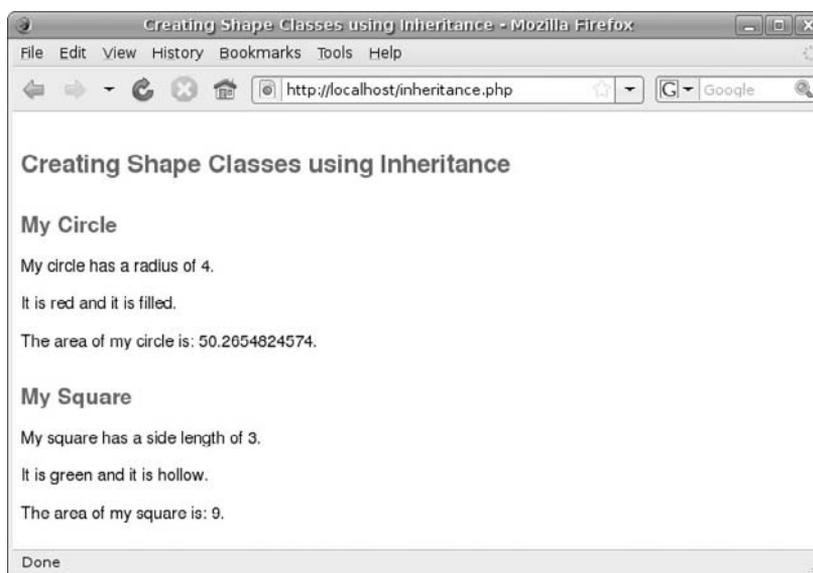 Creating Shape Classes using Inheritance - Mozilla Firefox
File Edit View History Bookmarks Tools Help
http://localhost/inheritance.php
G Google
Creating Shape Classes using Inheritance
My Circle
My circle has a radius of 4.
It is red and it is filled.
The area of my circle is: 50.2654824574.
My Square
My square has a side length of 3.
It is green and it is hollow.
The area of my square is: 9.
Done